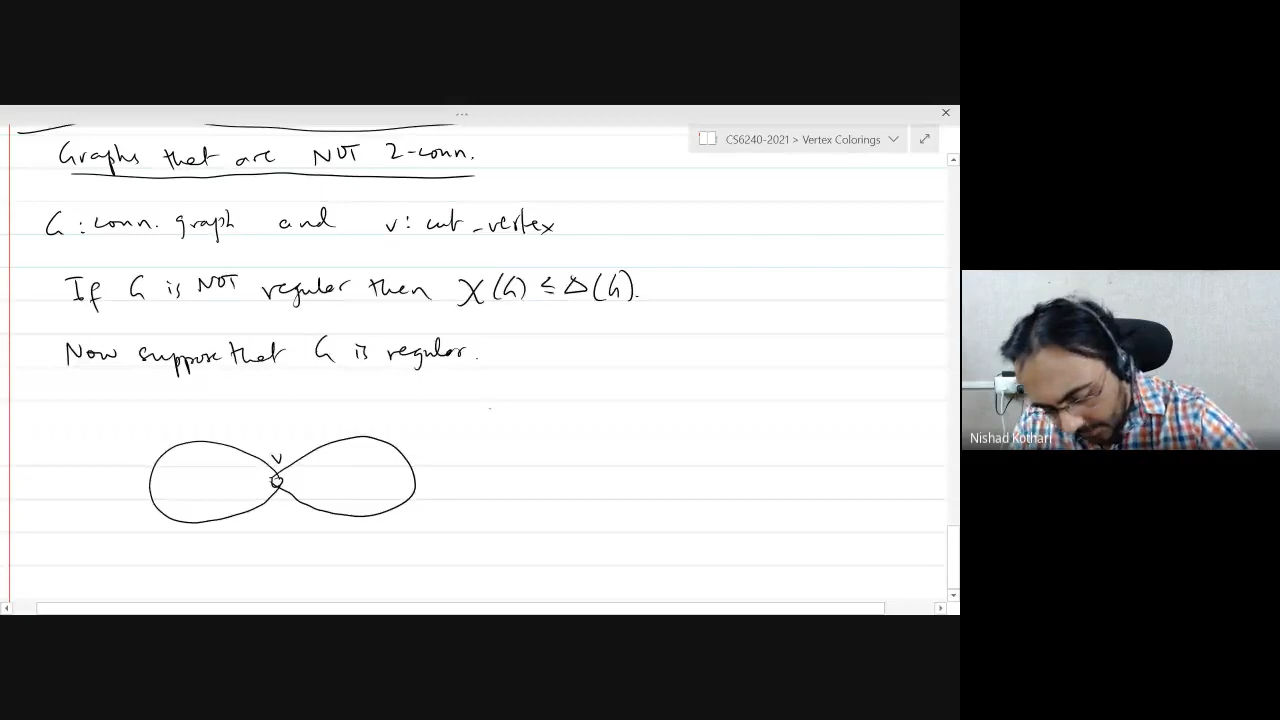 CS6240-2021 > Vertex Colorings
Graphs that are NOT 2-conn.
G : conn. graph and v : cut-vertex
If G is NOT regular then χ(G) ≤ Δ(G).
Now suppose that G is regular.
v
Nishad Kothari